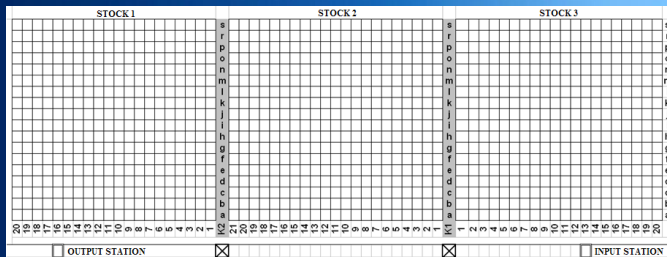 STOCK 1 STOCK 2 STOCK 3
s s
r r
p p
o o
n n
m m
l l
k k
j j
i i
h h
g g
f f
e e
d d
c c
b b
a a
20 19 18 17 16 15 14 13 12 11 10 9 8 7 6 5 4 3 2 1 K2 21 20 19 18 17 16 15 14 13 12 11 10 9 8 7 6 5 4 3 2 1 K1 1 2 3 4 5 6 7 8 9 10 11 12 13 14 15 16 17 18 19 20
OUTPUT STATION INPUT STATION